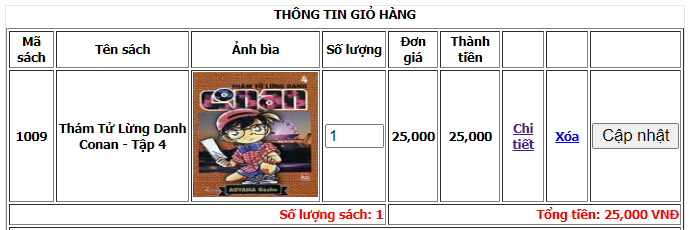 THÔNG TIN GIỎ HÀNG
Mã sách
Tên sách
Ảnh bìa
Số lượng
Đơn giá
Thành tiền
1009
Thám Tử Lừng Danh
Conan - Tập 4
4
THÁM TỬ LỪNG DANH
conan
AOYAMA Gosho
1
25,000
25,000
Chi tiết
Xóa
Cập nhật
Số lượng sách: 1
Tổng tiền: 25,000 VNĐ